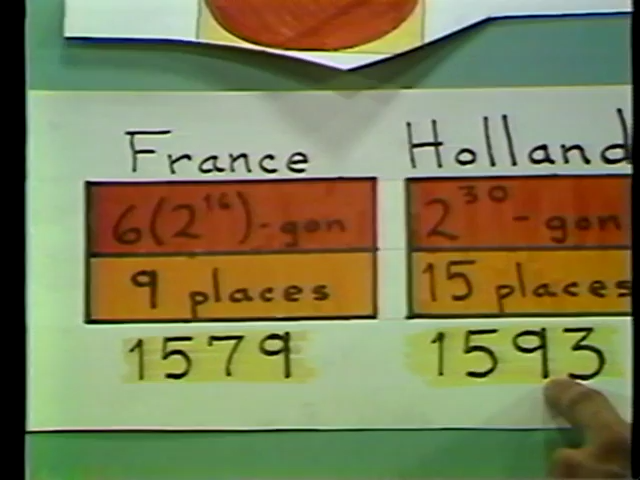 France
6(2¹⁶)-gon
9 places
1579
Holland
2³⁰-gon
15 places
1593